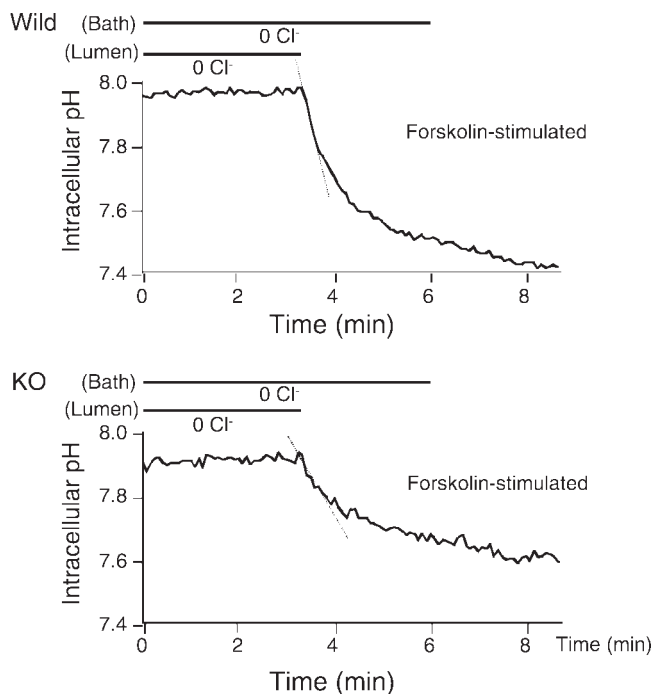 Wild (Bath)
0 Cl-
(Lumen)
0 Cl-
8.0
7.8
7.6
7.4
Intracellular pH
Forskolin-stimulated
0 2 4 6 8
Time (min)
KO (Bath)
0 Cl-
(Lumen)
0 Cl-
8.0
7.8
7.6
7.4
Intracellular pH
Forskolin-stimulated
0 2 4 6 8 Time (min)
Time (min)